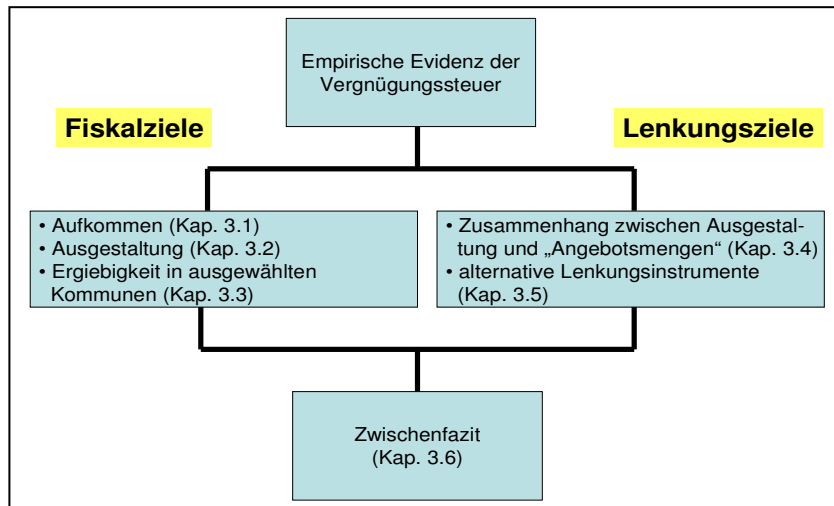 Empirische Evidenz der
Vergnügungssteuer
Fiskalziele
Lenkungsziele
• Aufkommen (Kap. 3.1)
• Ausgestaltung (Kap. 3.2)
• Ergiebigkeit in ausgewählten
Kommunen (Kap. 3.3)
• Zusammenhang zwischen Ausgestal-
tung und „Angebotsmengen“ (Kap. 3.4)
• alternative Lenkungsinstrumente
(Kap. 3.5)
Zwischenfazit
(Kap. 3.6)